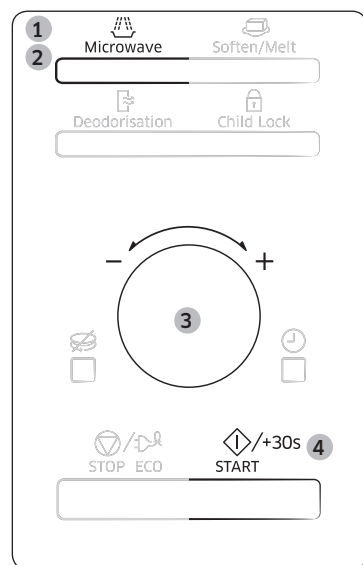 1
2
Microwave Soften/Melt
Deodorisation Child Lock
- +
3
/ /+30s 4
STOP ECO START